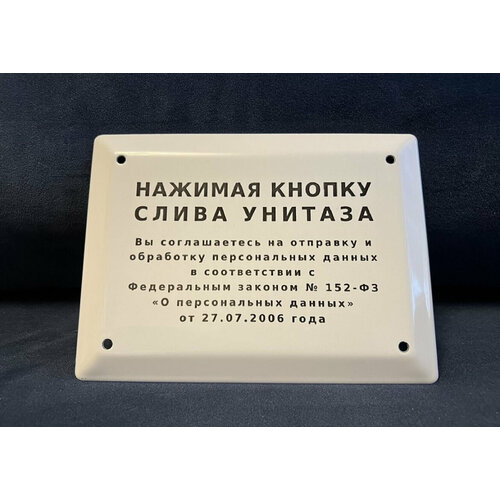 НАЖИМАЯ КНОПКУ
СЛИВА УНИТАЗА
Вы соглашаетесь на отправку и
обработку персональных данных
в соответствии с
Федеральным законом № 152-ФЗ
«О персональных данных»
от 27.07.2006 года